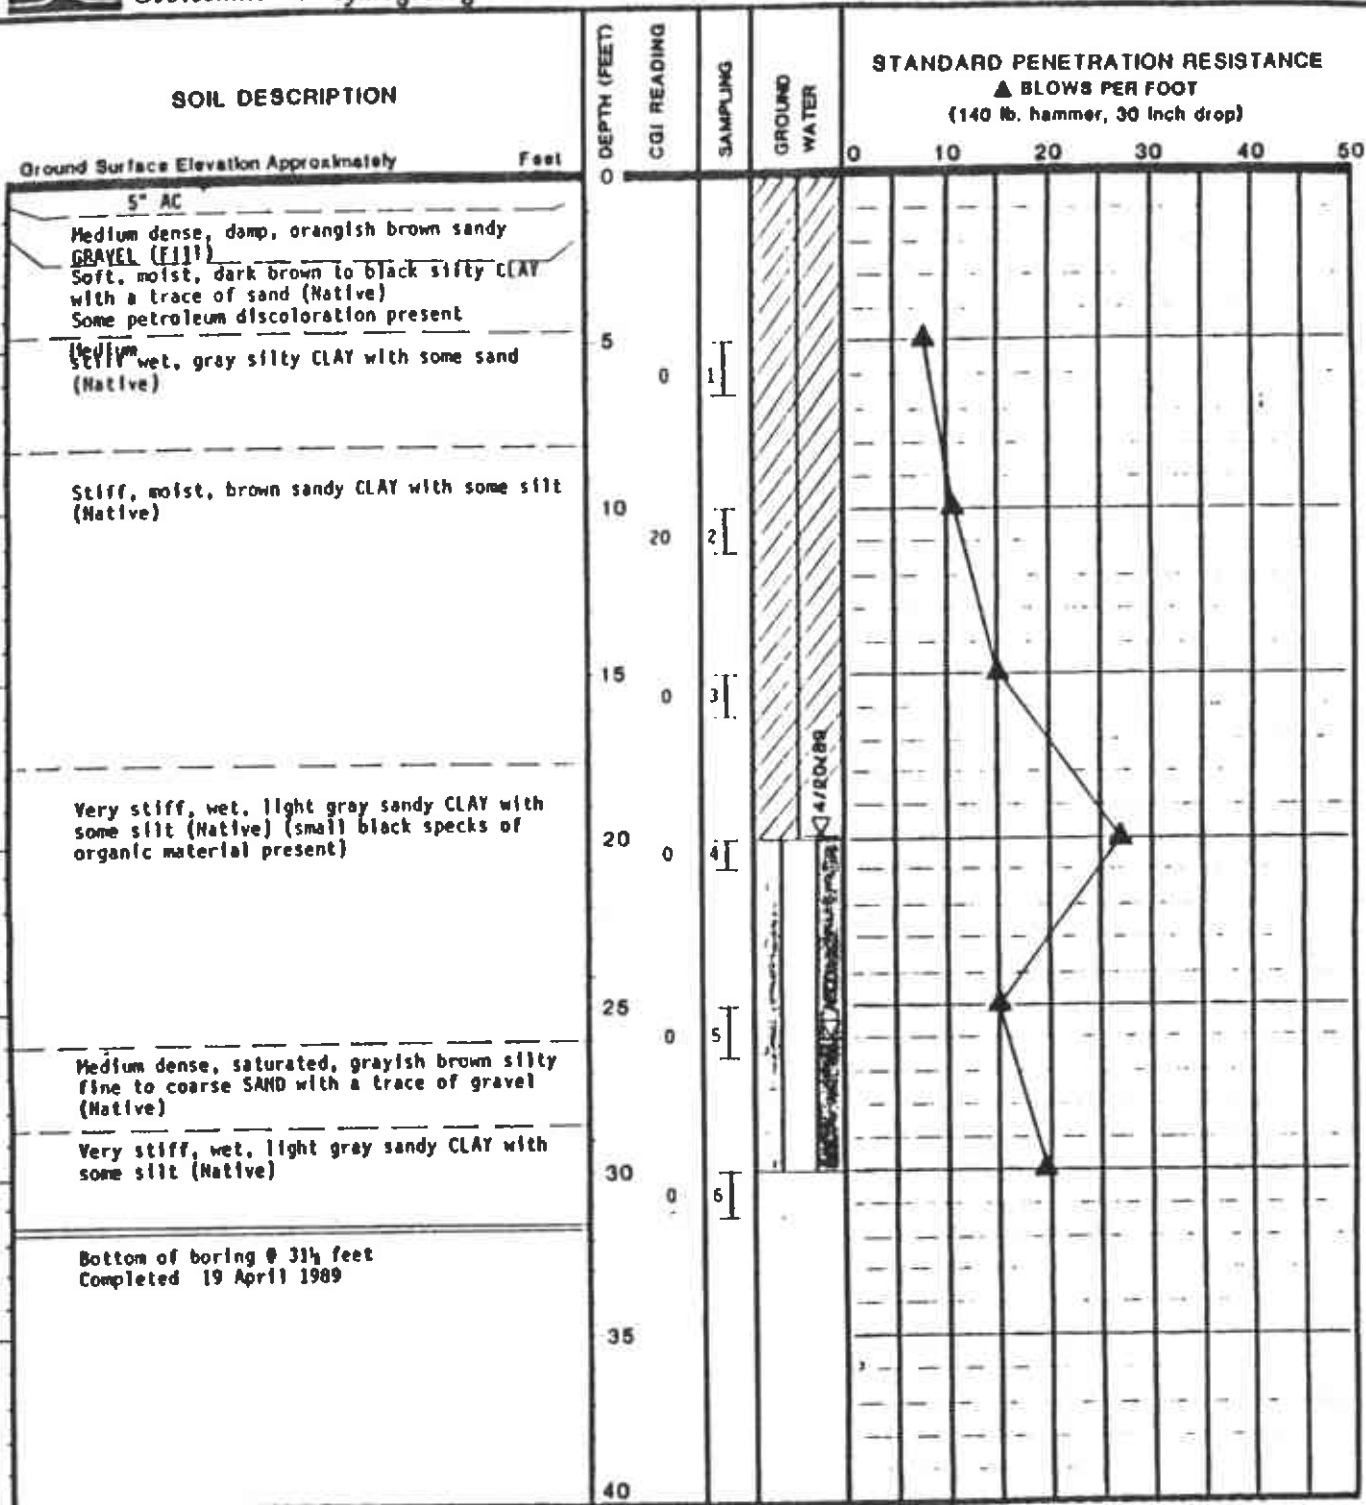 SOIL DESCRIPTION
Ground Surface Elevation Approximately Feet
DEPTH (FEET)
CGI READING
SAMPLING
GROUND
WATER
STANDARD PENETRATION RESISTANCE
▲ BLOWS PER FOOT
(140 lb. hammer, 30 inch drop)
0 10 20 30 40 50
0
5" AC
Medium dense, damp, orangish brown sandy
GRAVEL (Fill)
Soft, moist, dark brown to black silty CLAY
with a trace of sand (Native)
Some petroleum discoloration present
5
Medium
stiff wet, gray silty CLAY with some sand
(Native)
0 1
Stiff, moist, brown sandy CLAY with some silt
(Native)
10
20 2
15
0 3
4/20/89
Very stiff, wet, light gray sandy CLAY with
some silt (Native) (small black specks of
organic material present)
20 0 4
25
0 5
Medium dense, saturated, grayish brown silty
fine to coarse SAND with a trace of gravel
(Native)
Very stiff, wet, light gray sandy CLAY with
some silt (Native)
30
0 6
Bottom of boring @ 31½ feet
Completed 19 April 1989
35
40